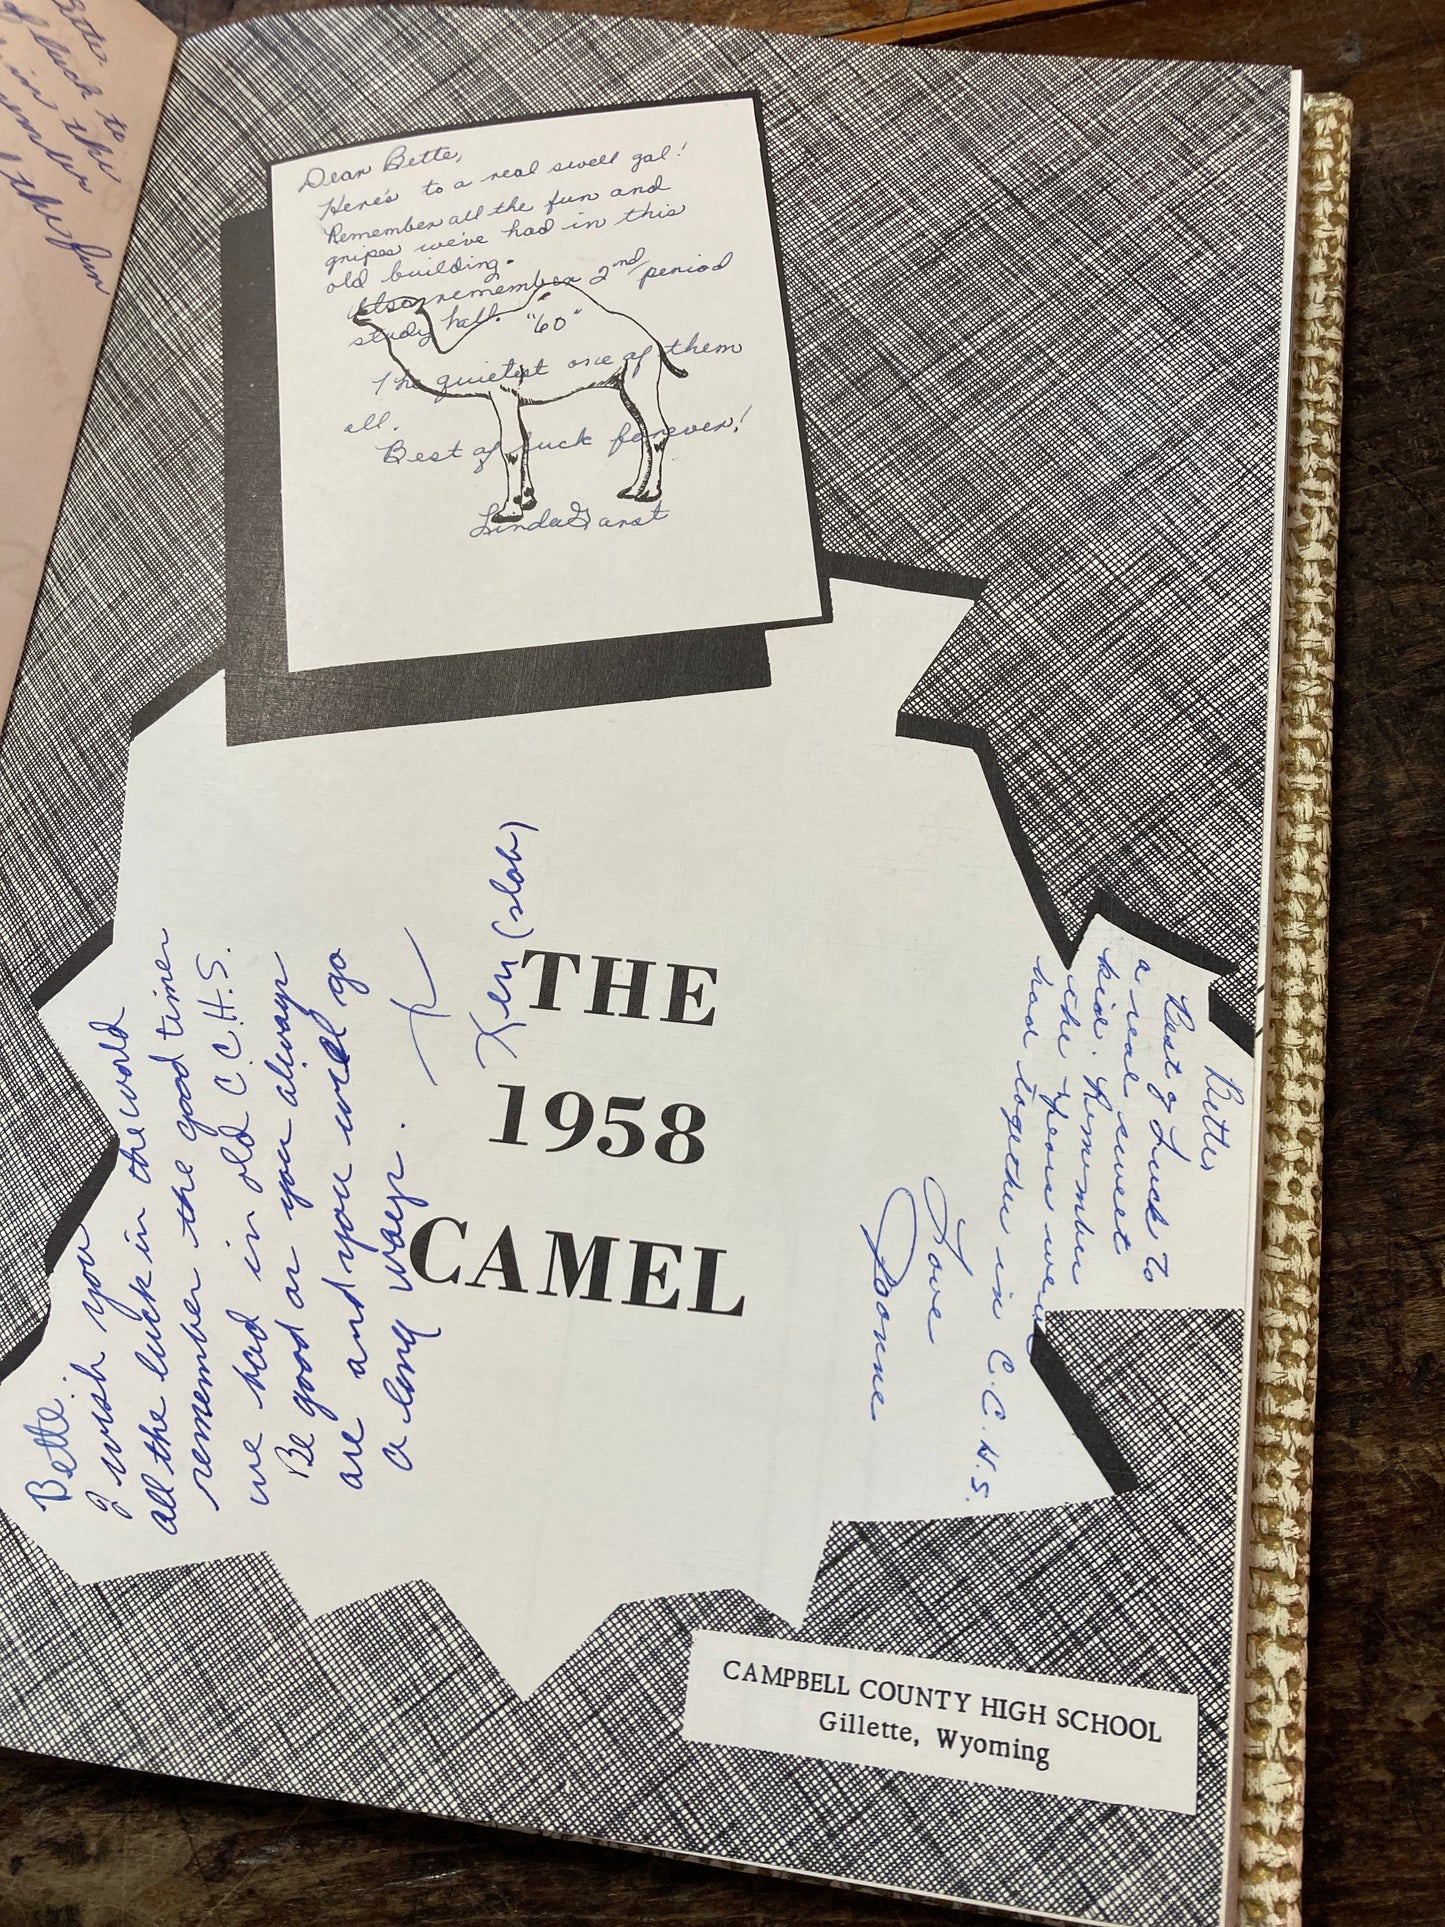 Dear Bette,
Here's to a real swell gal!
Remember all the fun and
gripes we've had in this
old building.
Also remember 2nd period
study hall. "60"
The quietest one of them
all.
Best of luck forever!
Linda Garst
THE
1958
CAMEL
Bette:
I wish you
all the luck in the world
remember the good times
we had in old C.C.H.S.
Be good as you always
are and you will go
a long ways.
Ken (slob)
Bette,
Best of Luck to
a real sweet
kid. Remember
the years we've
had together in C.C.H.S.
Love
Joanne
CAMPBELL COUNTY HIGH SCHOOL
Gillette, Wyoming